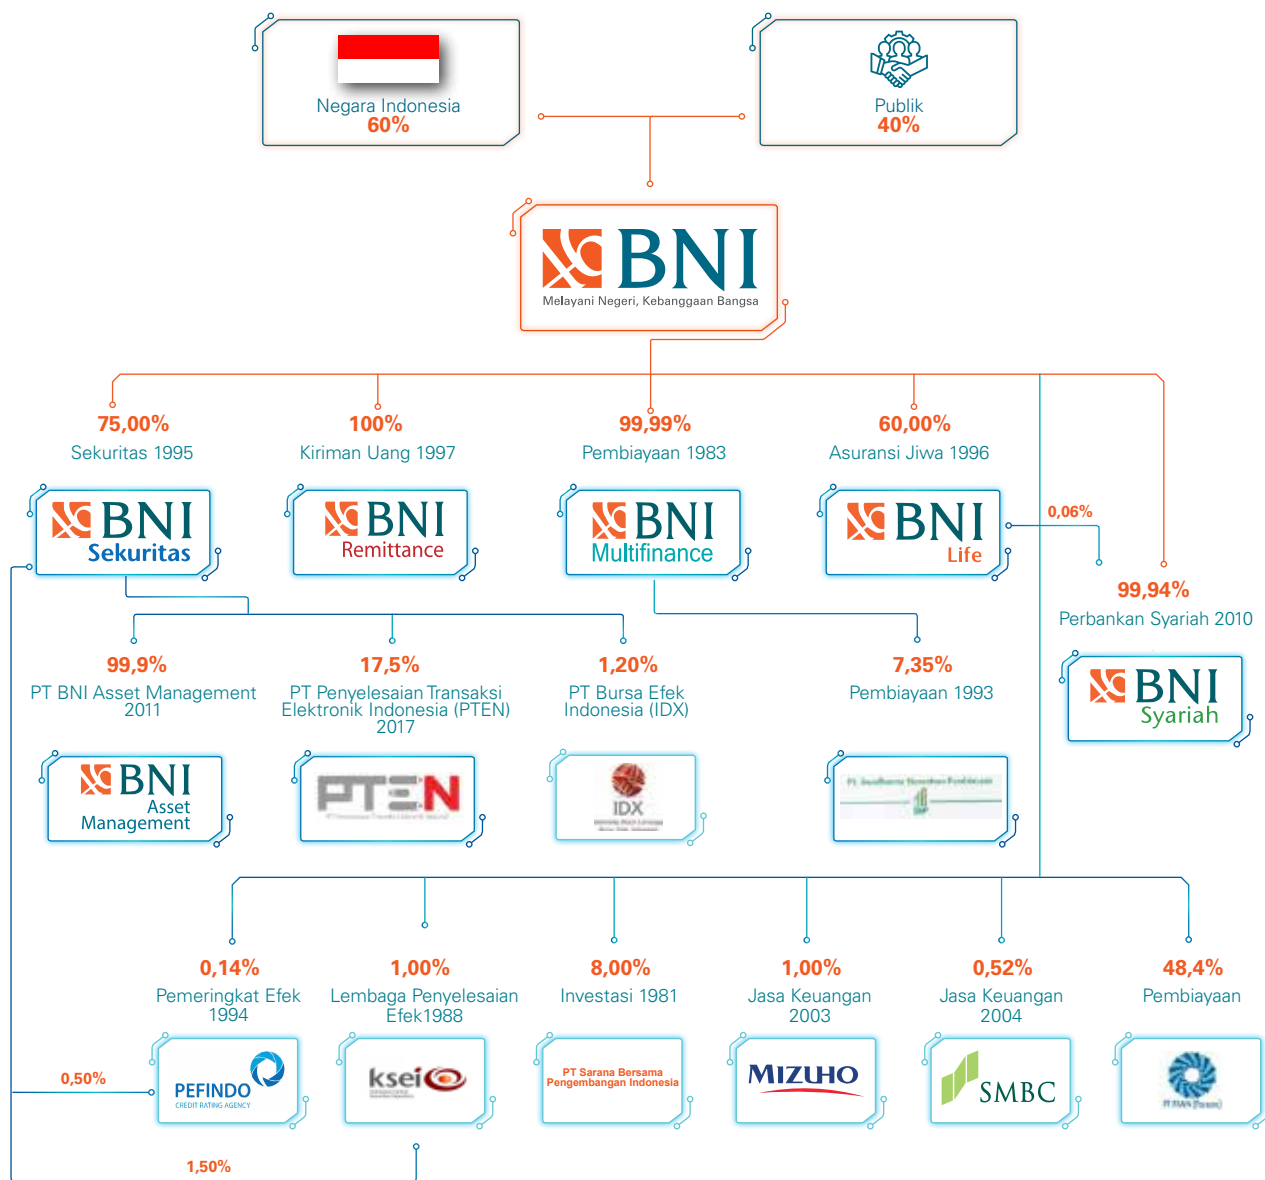 Negara Indonesia
60%
Publik
40%
BNI
Melayani Negeri, Kebanggaan Bangsa
75,00%
Sekuritas 1995
100%
Kiriman Uang 1997
99,99%
Pembiayaan 1983
60,00%
Asuransi Jiwa 1996
BNI
Sekuritas
BNI
Remittance
BNI
Multifinance
BNI
Life
0,06%
99,94%
Perbankan Syariah 2010
BNI
Syariah
99,9%
PT BNI Asset Management
2011
17,5%
PT Penyelesaian Transaksi
Elektronik Indonesia (PTEN)
2017
1,20%
PT Bursa Efek
Indonesia (IDX)
7,35%
Pembiayaan 1993
BNI
Asset
Management
PTEN
IDX
0,14%
Pemeringkat Efek
1994
1,00%
Lembaga Penyelesaian
Efek1988
8,00%
Investasi 1981
1,00%
Jasa Keuangan
2003
0,52%
Jasa Keuangan
2004
48,4%
Pembiayaan
0,50%
PEFINDO
CREDIT RATING AGENCY
ksei
PT Sarana Bersama
Pengembangan Indonesia
MIZUHO
SMBC
1,50%